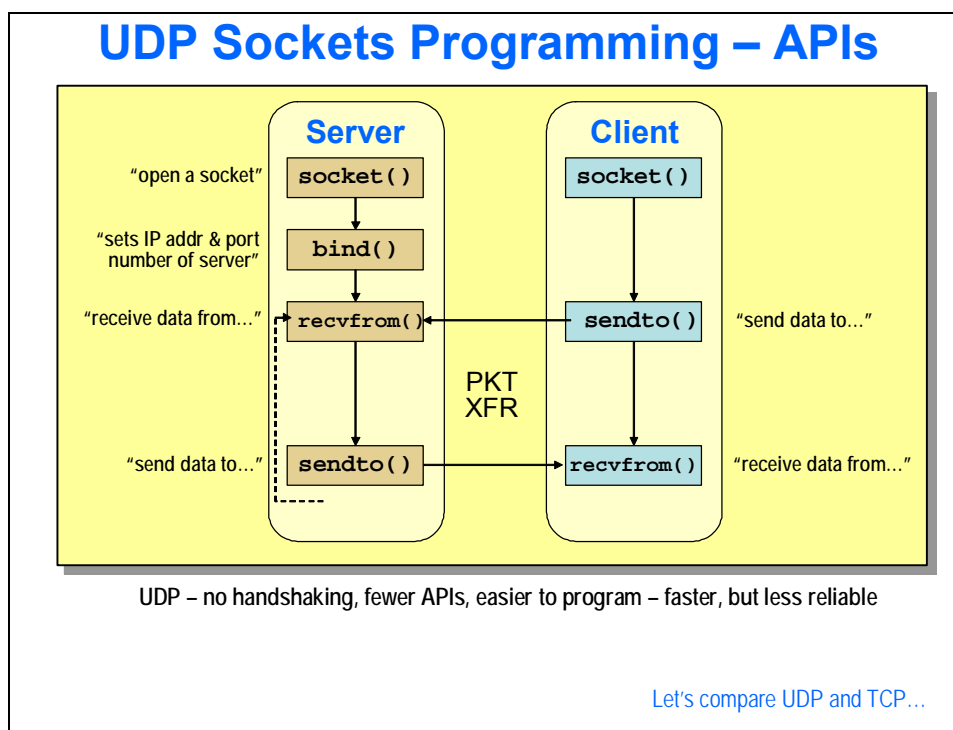 UDP Sockets Programming – APIs
Server
Client
“open a socket”
socket()
socket()
“sets IP addr & port
number of server”
bind()
“receive data from…”
recvfrom()
sendto()
“send data to…”
PKT
XFR
“send data to…”
sendto()
recvfrom()
“receive data from…”
UDP – no handshaking, fewer APIs, easier to program – faster, but less reliable
Let’s compare UDP and TCP…